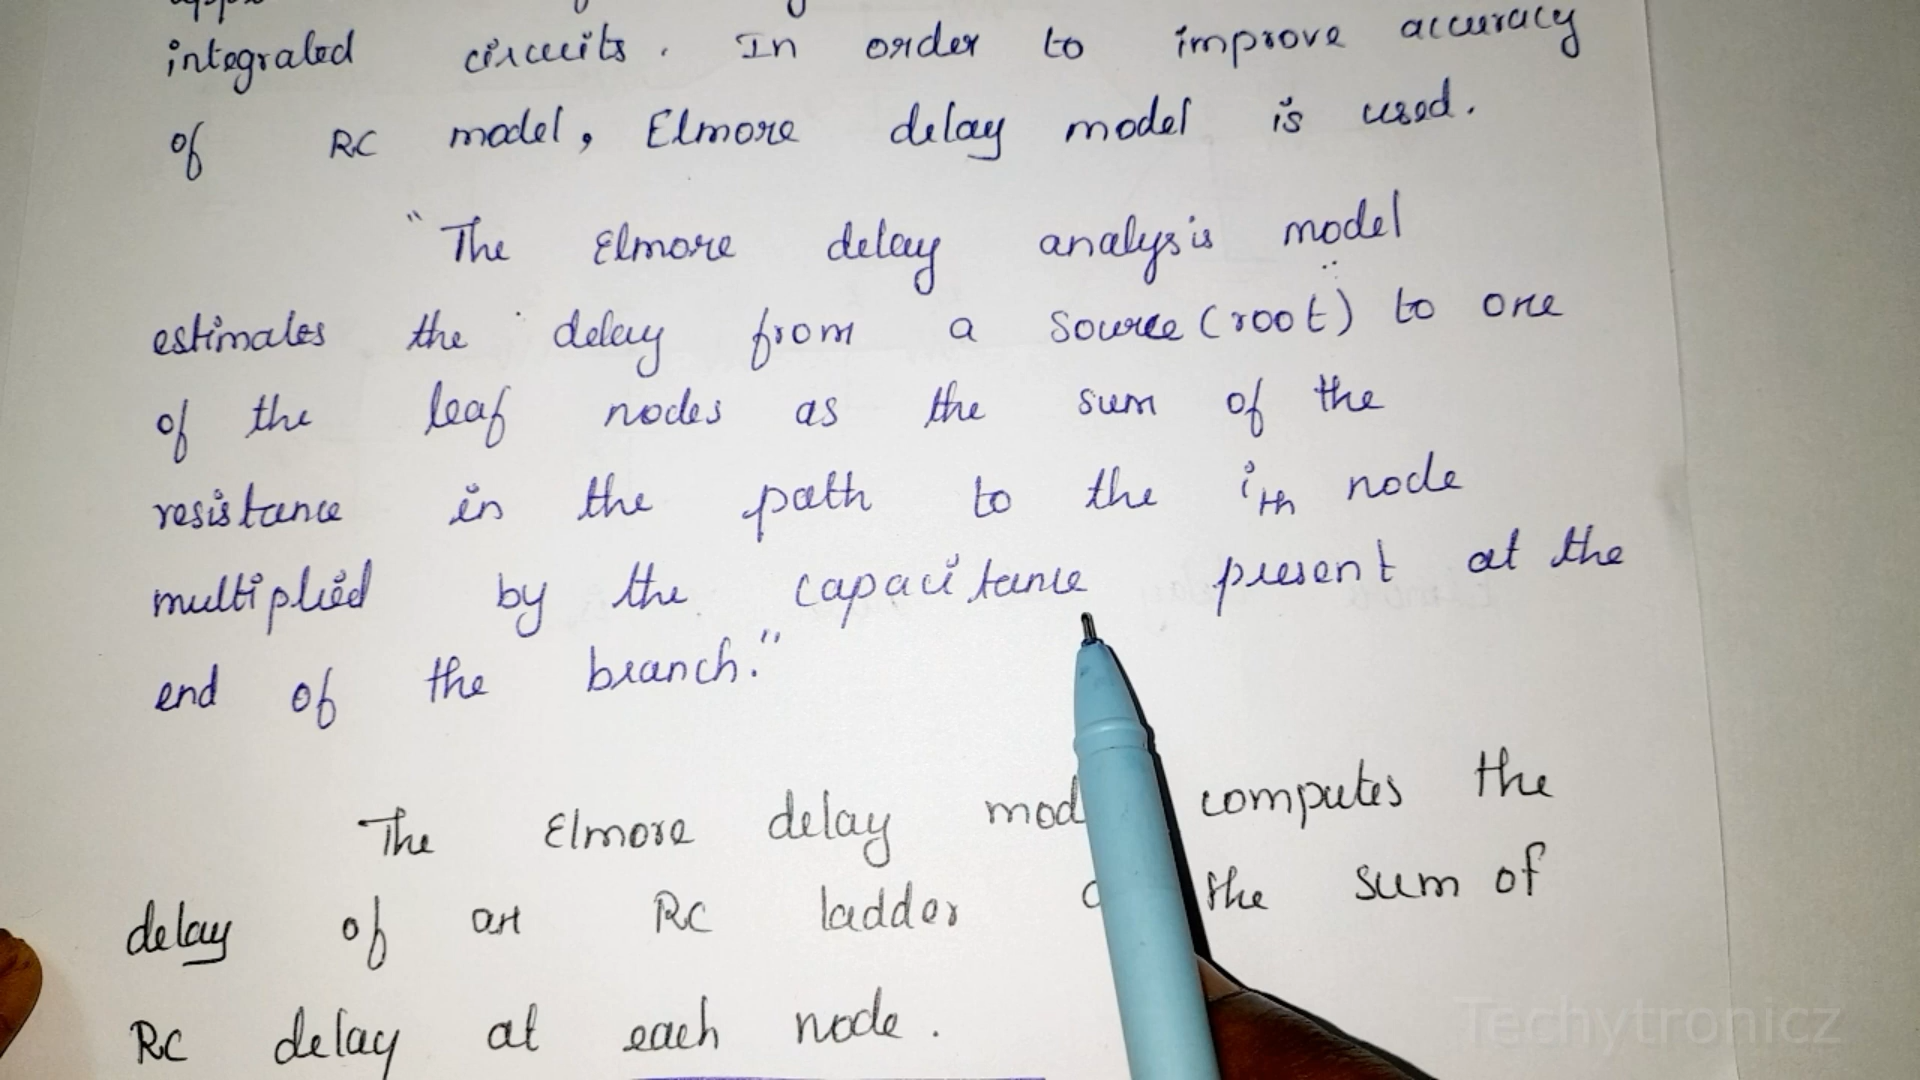 integrated circuits. In order to improve accuracy
of RC model, Elmore delay model is used.
"The Elmore delay analysis model
estimates the delay from a source (root) to one
of the leaf nodes as the sum of the
resistance in the path to the ith node
multiplied by the capacitance present at the
end of the branch."
The Elmore delay mod computes the
delay of an RC ladder the sum of
RC delay at each node.
Techytronicz